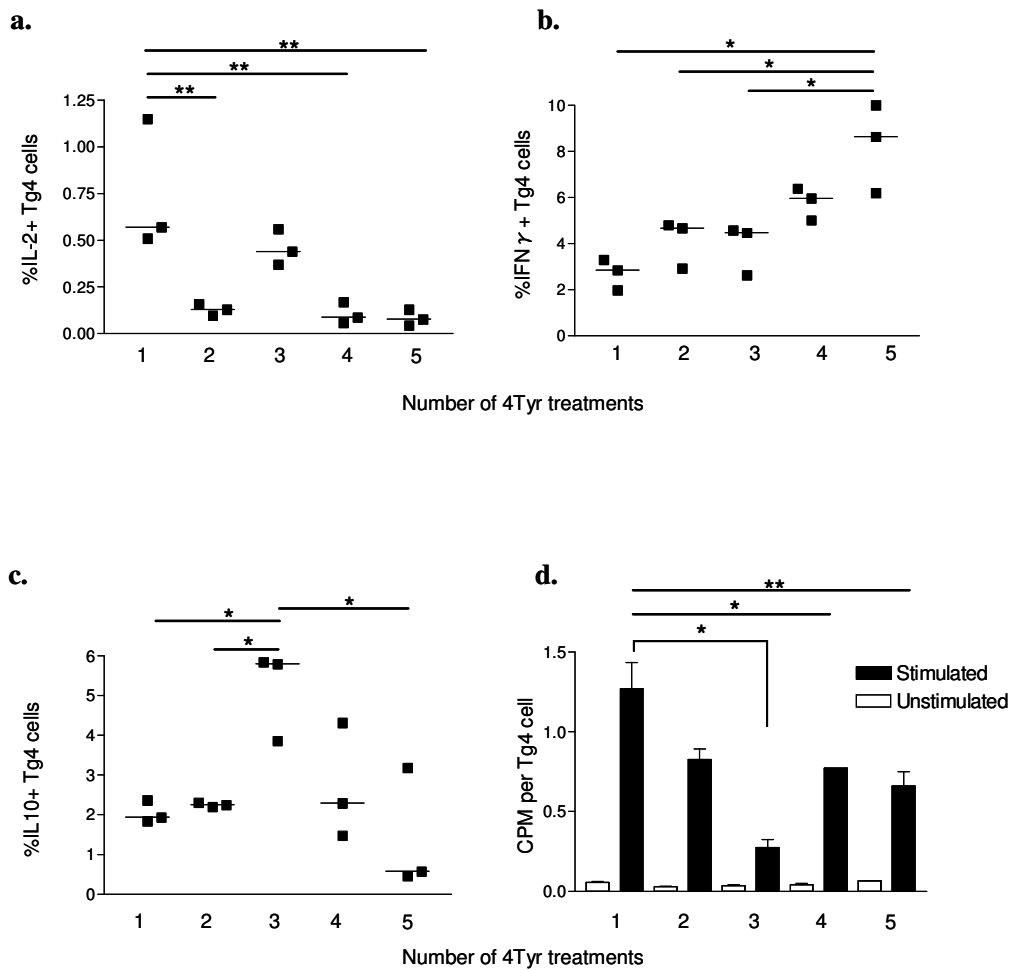 a.
**
**
**
1.25
1.00
0.75
0.50
0.25
0.00
%IL-2+ Tg4 cells
1 2 3 4 5
b.
*
*
*
10
8
6
4
2
0
%IFNγ + Tg4 cells
1 2 3 4 5
Number of 4Tyr treatments
c.
*
*
*
6
5
4
3
2
1
0
%IL10+ Tg4 cells
1 2 3 4 5
d.
**
*
*
1.5
1.0
0.5
0.0
CPM per Tg4 cell
Stimulated
Unstimulated
1 2 3 4 5
Number of 4Tyr treatments